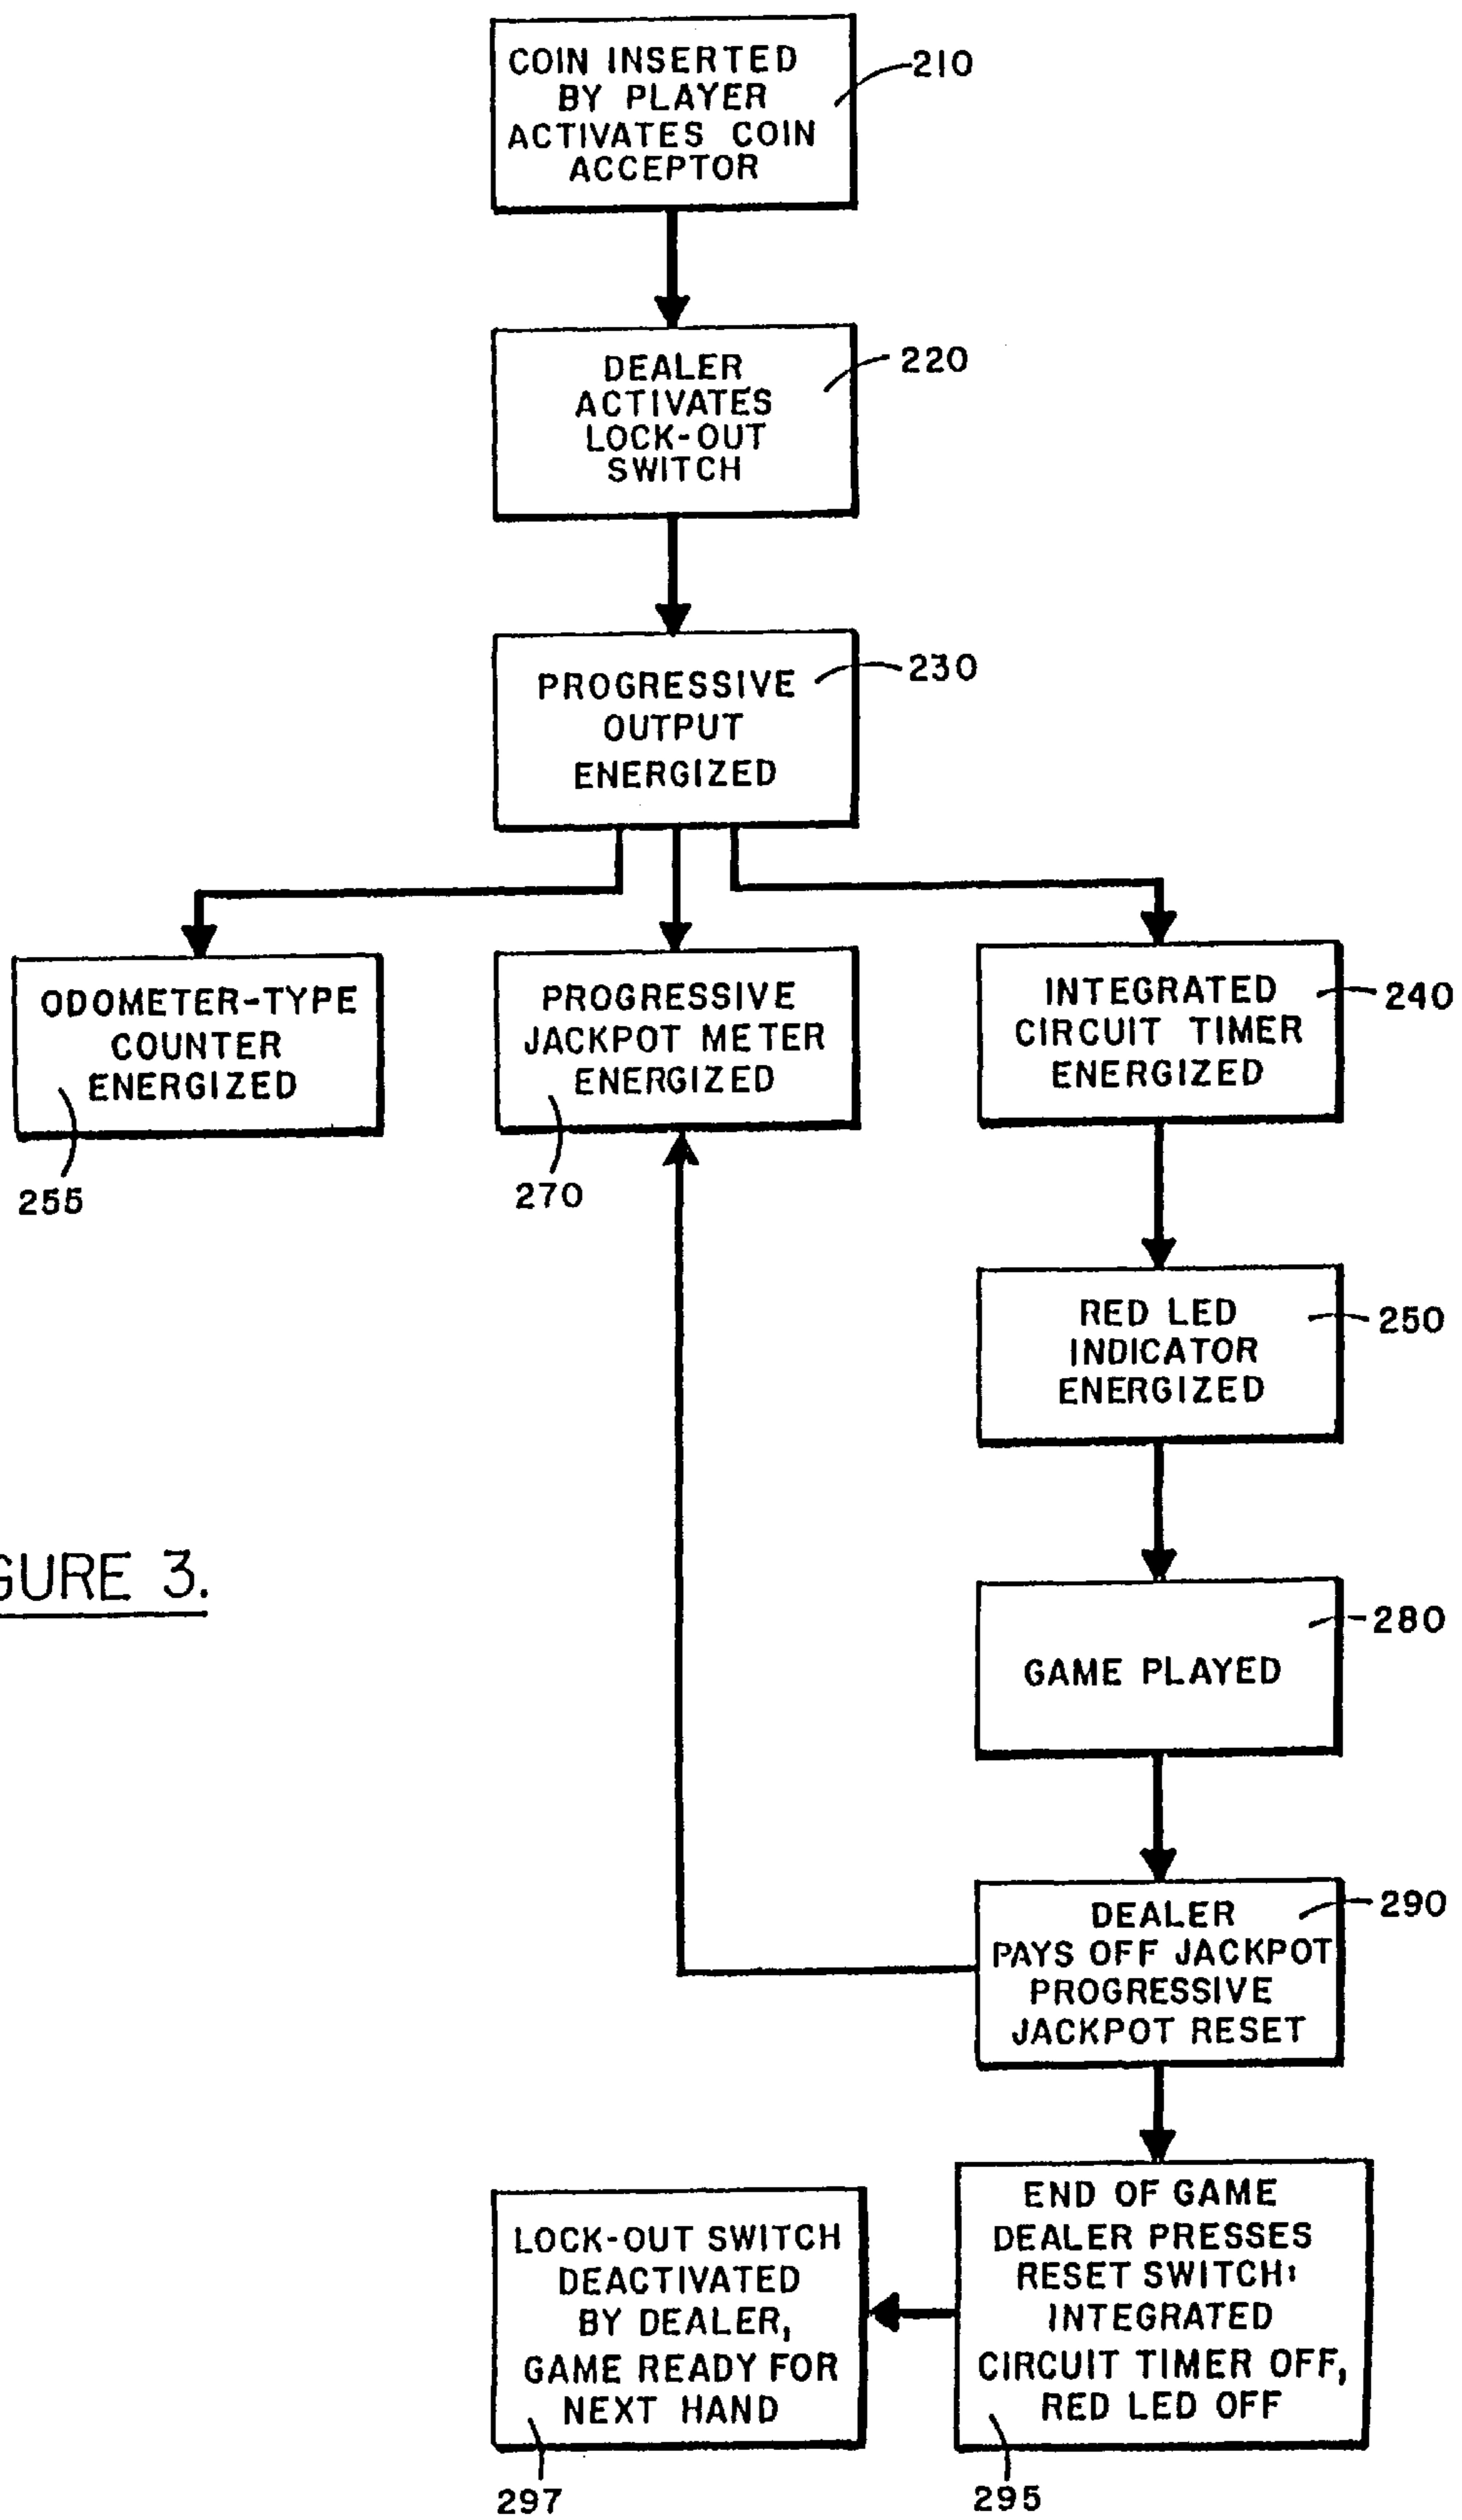 COIN INSERTED
BY PLAYER
ACTIVATES COIN
ACCEPTOR
210
DEALER
ACTIVATES
LOCK-OUT
SWITCH
220
PROGRESSIVE
OUTPUT
ENERGIZED
230
ODOMETER-TYPE
COUNTER
ENERGIZED
255
PROGRESSIVE
JACKPOT METER
ENERGIZED
270
INTEGRATED
CIRCUIT TIMER
ENERGIZED
240
RED LED
INDICATOR
ENERGIZED
250
GURE 3.
GAME PLAYED
280
DEALER
PAYS OFF JACKPOT
PROGRESSIVE
JACKPOT RESET
290
END OF GAME
DEALER PRESSES
RESET SWITCH:
INTEGRATED
CIRCUIT TIMER OFF,
RED LED OFF
295
LOCK-OUT SWITCH
DEACTIVATED
BY DEALER,
GAME READY FOR
NEXT HAND
297